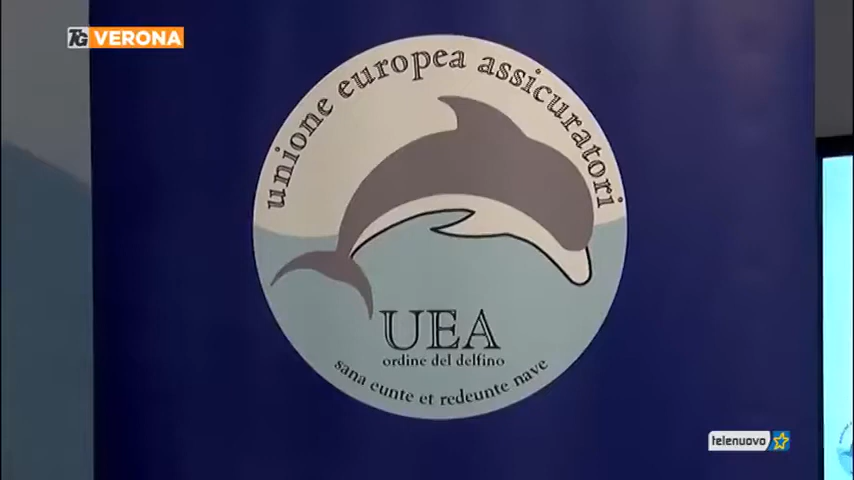 TG VERONA
unione europea assicuratori
UEA
ordine del delfino
sana eunte et redeunte nave
telenuovo